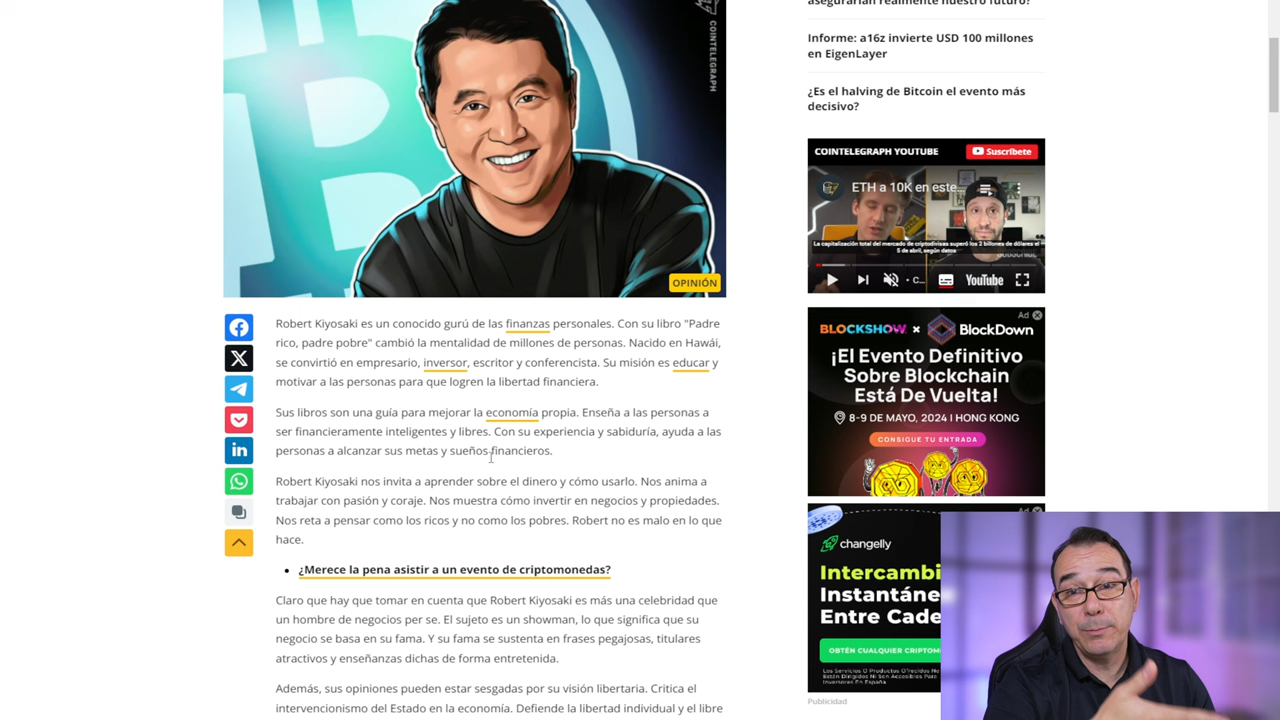 COINTELEGRAPH
OPINIÓN
Robert Kiyosaki es un conocido gurú de las finanzas personales. Con su libro "Padre
rico, padre pobre" cambió la mentalidad de millones de personas. Nacido en Hawái,
se convirtió en empresario, inversor, escritor y conferencista. Su misión es educar y
motivar a las personas para que logren la libertad financiera.
Sus libros son una guía para mejorar la economía propia. Enseña a las personas a
ser financieramente inteligentes y libres. Con su experiencia y sabiduría, ayuda a las
personas a alcanzar sus metas y sueños financieros.
Robert Kiyosaki nos invita a aprender sobre el dinero y cómo usarlo. Nos anima a
trabajar con pasión y coraje. Nos muestra cómo invertir en negocios y propiedades.
Nos reta a pensar como los ricos y no como los pobres. Robert no es malo en lo que
hace.
¿Merece la pena asistir a un evento de criptomonedas?
Claro que hay que tomar en cuenta que Robert Kiyosaki es más una celebridad que
un hombre de negocios per se. El sujeto es un showman, lo que significa que su
negocio se basa en su fama. Y su fama se sustenta en frases pegajosas, titulares
atractivos y enseñanzas dichas de forma entretenida.
Además, sus opiniones pueden estar sesgadas por su visión libertaria. Critica el
intervencionismo del Estado en la economía. Defiende la libertad individual y el libre
asegurarían realmente nuestro futuro?
Informe: a16z invierte USD 100 millones
en EigenLayer
¿Es el halving de Bitcoin el evento más
decisivo?
COINTELEGRAPH YOUTUBE
Suscríbete
ETH a 10K en este...
La capitalización total del mercado de criptodivisas superó los 2 billones de dólares el
5 de abril, según datos
C...
YouTube
Ad
BLOCKSHOW x BlockDown
¡El Evento Definitivo
Sobre Blockchain
Está De Vuelta!
8-9 DE MAYO, 2024 I HONG KONG
CONSIGUE TU ENTRADA
changelly
Intercambi
Instantáne
Entre Cade
OBTÉN CUALQUIER CRIPTOM
Los Servicios O Productos Ofrecidos No
Están Dirigidos Ni Son Accesibles Para
Inversores En España
Publicidad